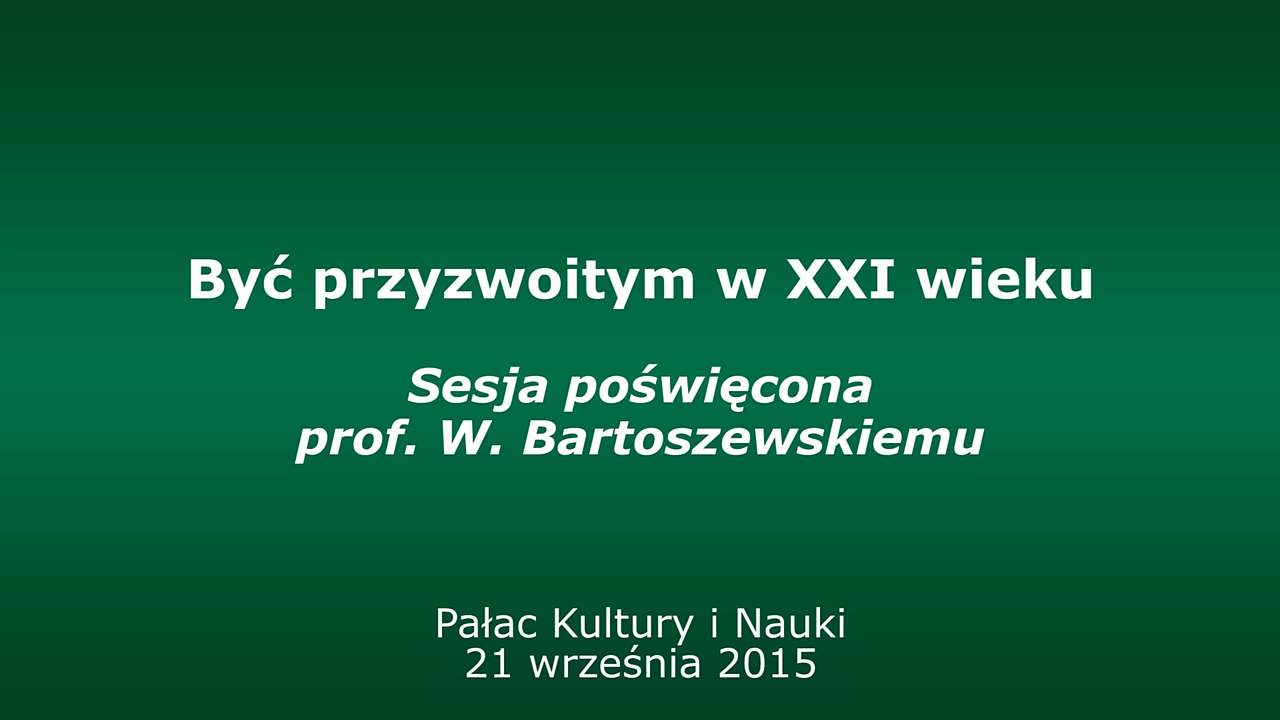 Być przyzwoitym w XXI wieku
Sesja poświęcona
prof. W. Bartoszewskiemu
Pałac Kultury i Nauki
21 września 2015